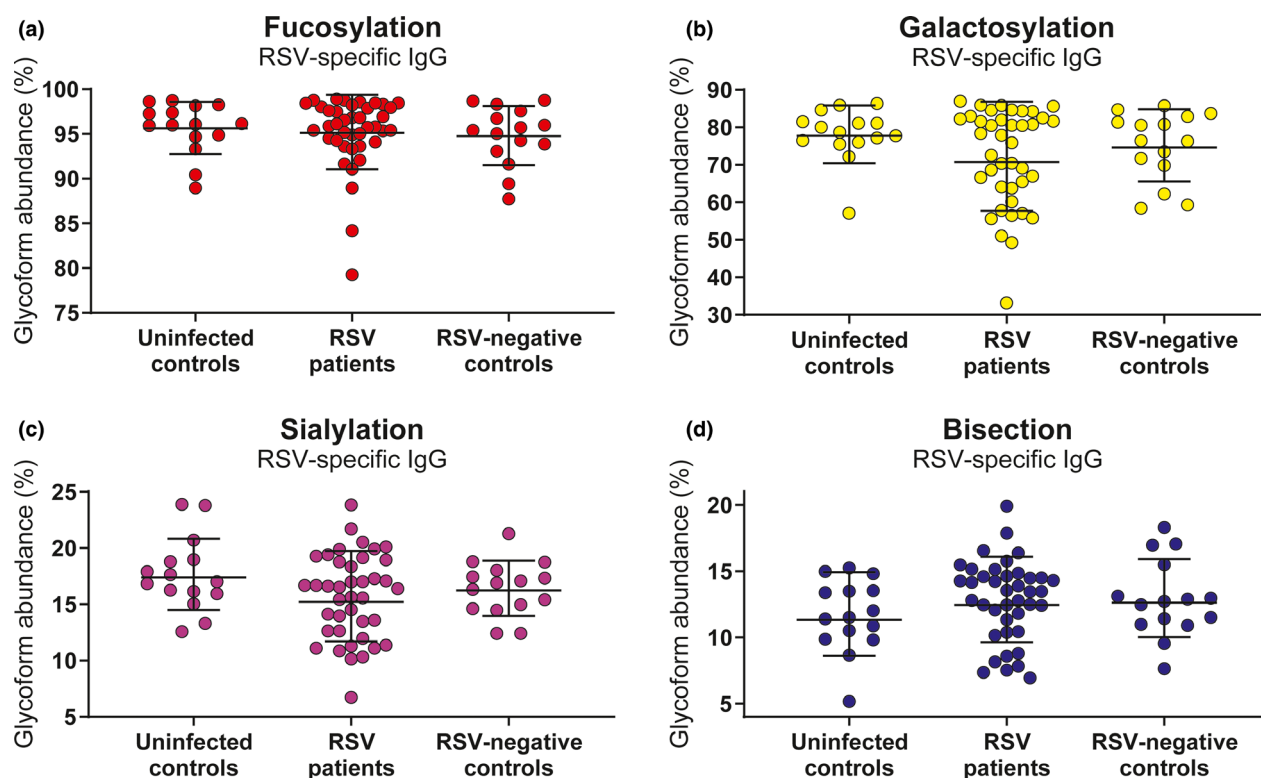 (a)
Fucosylation
RSV-specific IgG
Glycoform abundance (%)
100
95
90
85
80
75
Uninfected controls
RSV patients
RSV-negative controls
(b)
Galactosylation
RSV-specific IgG
Glycoform abundance (%)
90
80
70
60
50
40
30
Uninfected controls
RSV patients
RSV-negative controls
(c)
Sialylation
RSV-specific IgG
Glycoform abundance (%)
25
20
15
10
5
Uninfected controls
RSV patients
RSV-negative controls
(d)
Bisection
RSV-specific IgG
Glycoform abundance (%)
20
15
10
5
Uninfected controls
RSV patients
RSV-negative controls